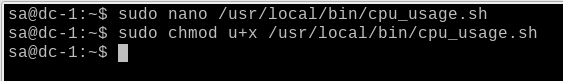 sa@dc-1:~$ sudo nano /usr/local/bin/cpu_usage.sh
sa@dc-1:~$ sudo chmod u+x /usr/local/bin/cpu_usage.sh
sa@dc-1:~$